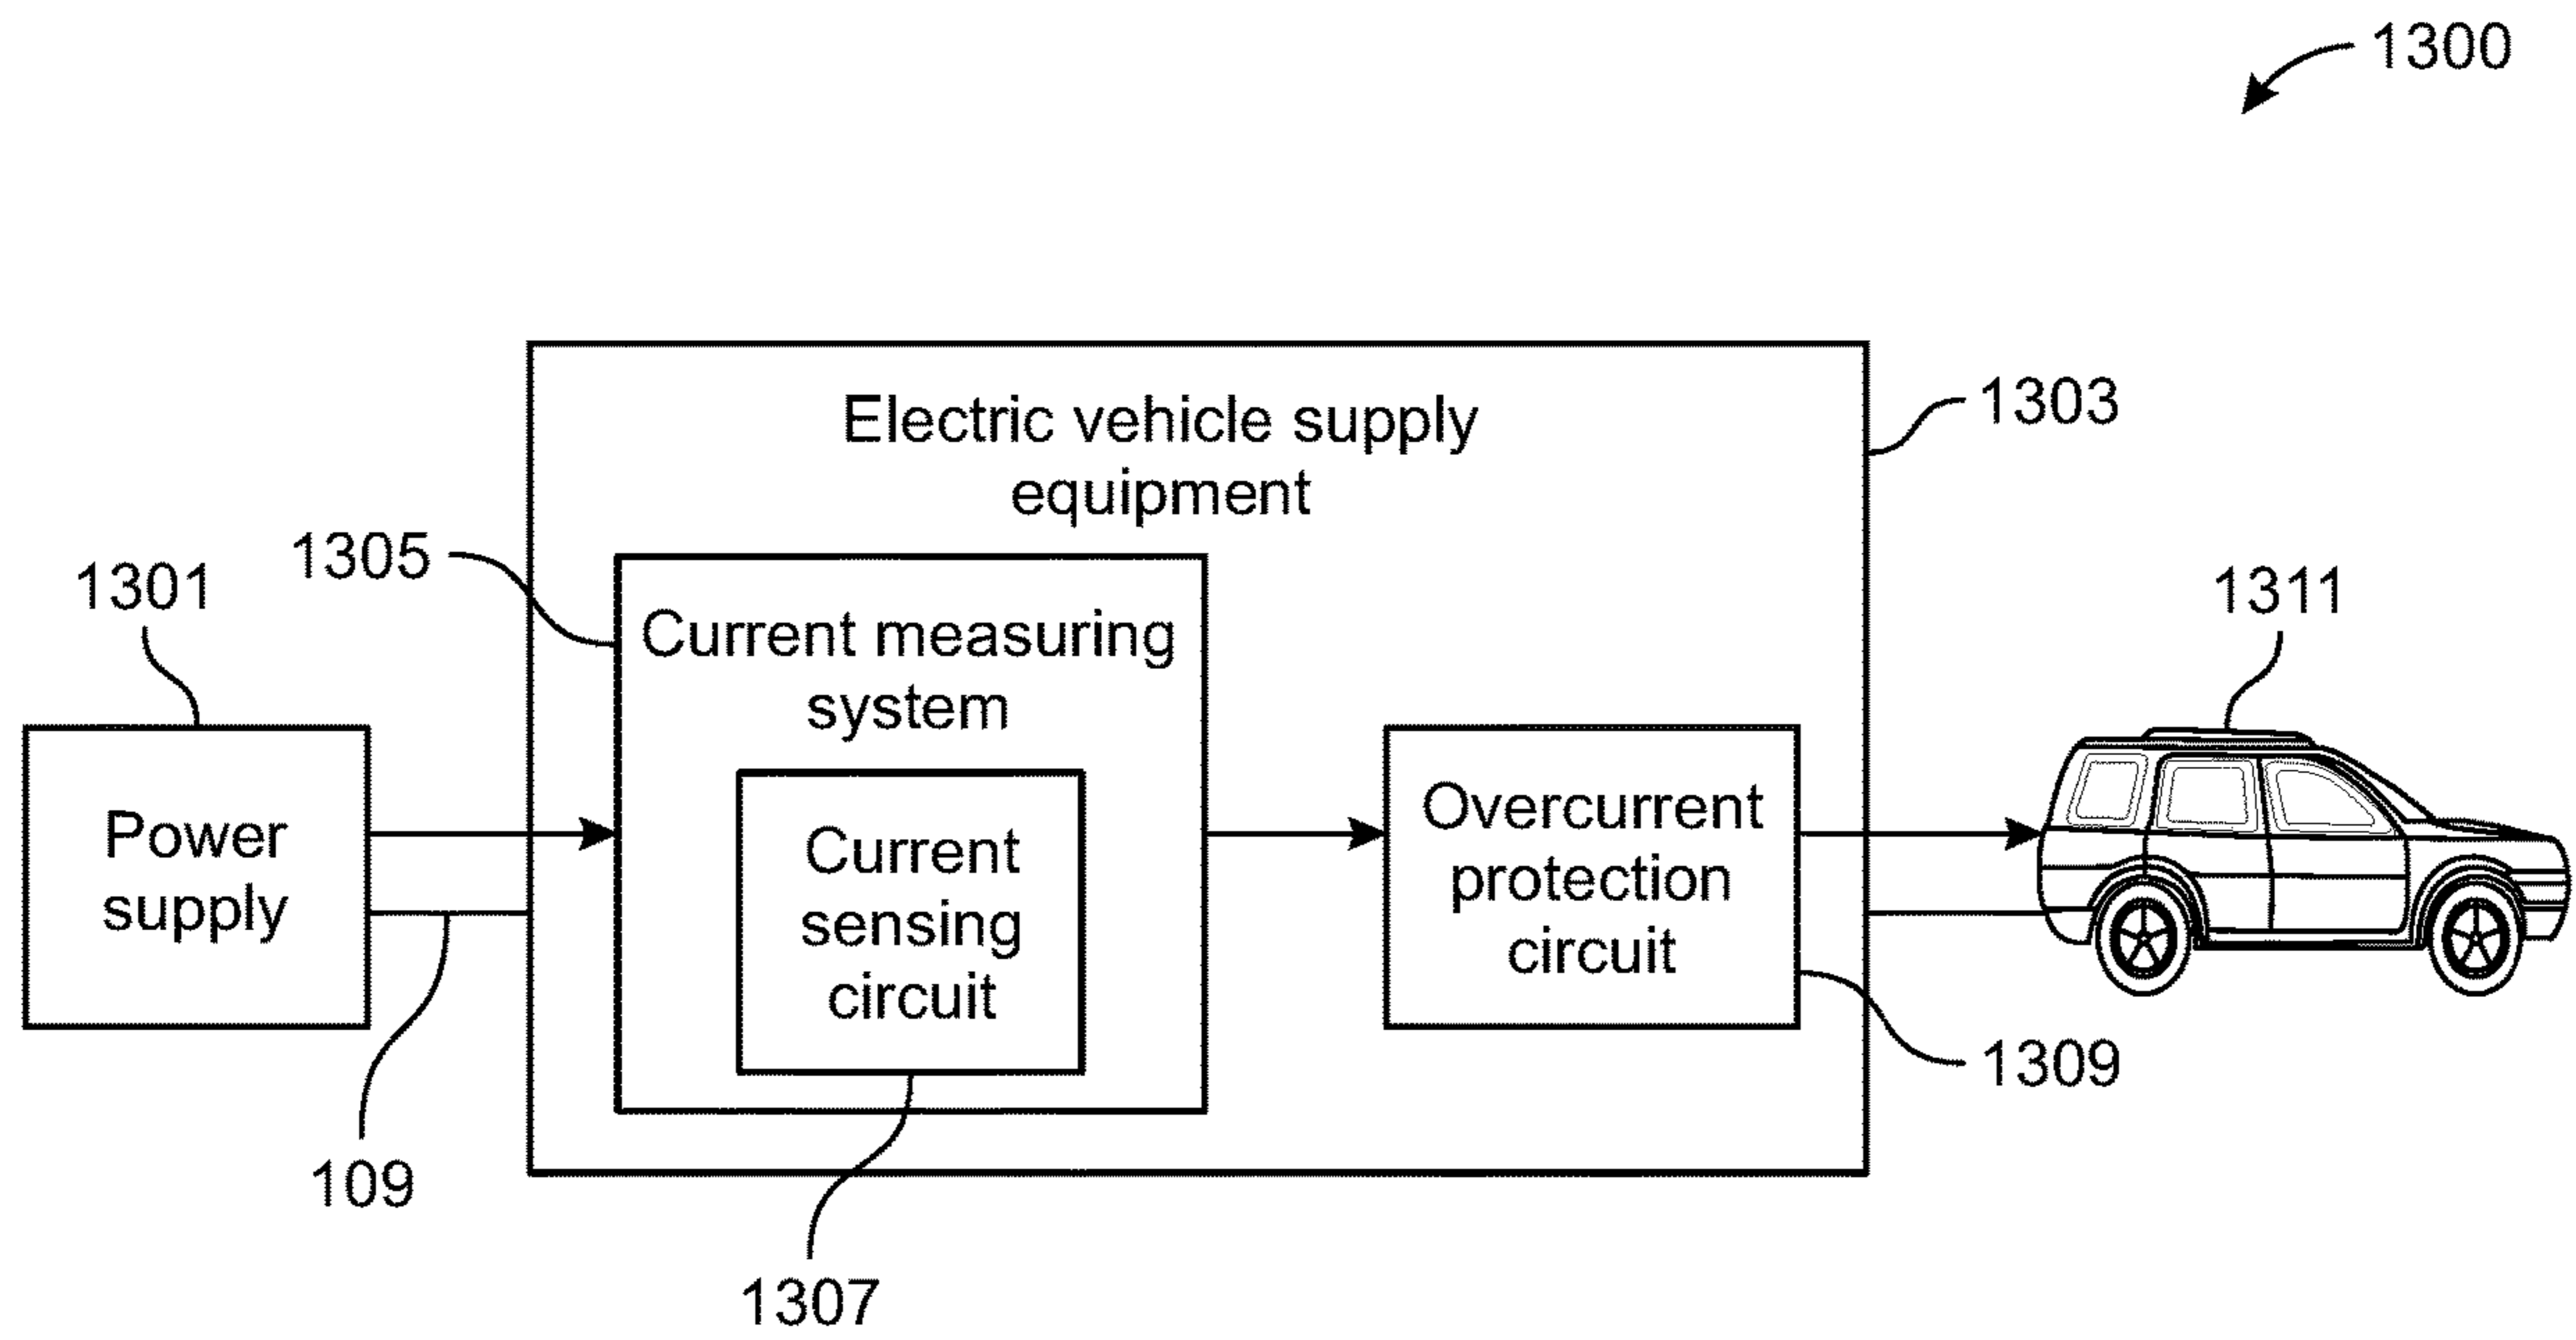 1300
Electric vehicle supply
equipment
1303
1305
1301
Current measuring
system
1311
Power
supply
Current
sensing
circuit
Overcurrent
protection
circuit
1309
109
1307